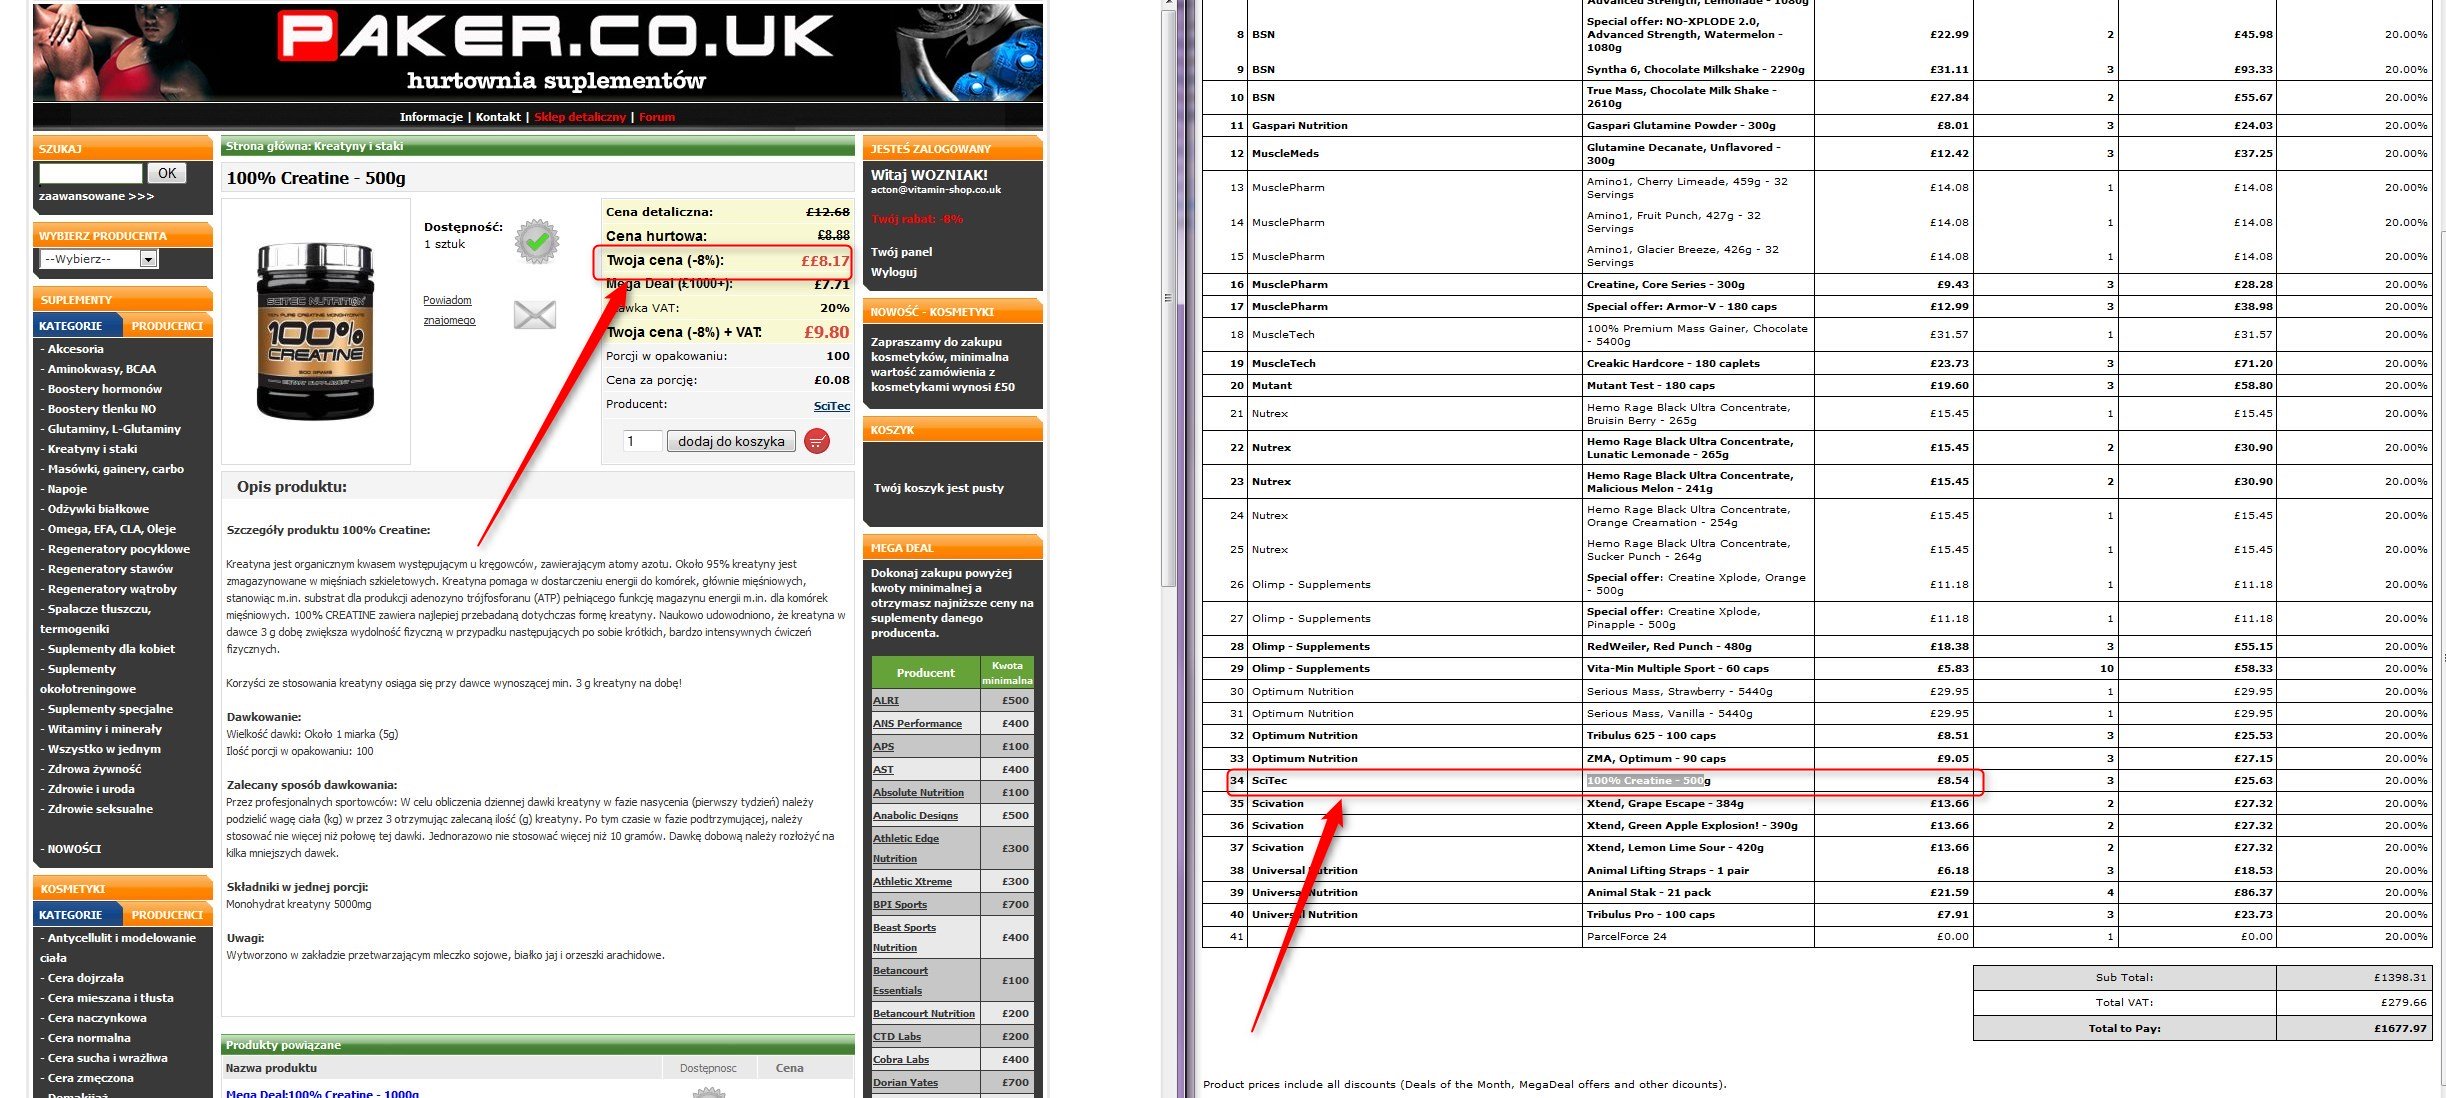 PAKER.CO.UK
hurtownia suplementów
Informacje | Kontakt | Sklep detaliczny | Forum
SZUKAJ
OK
zaawansowane >>>
WYBIERZ PRODUCENTA
--Wybierz--
SUPLEMENTY
KATEGORIE PRODUCENCI
- Akcesoria
- Aminokwasy, BCAA
- Boostery hormonów
- Boostery tlenku NO
- Glutaminy, L-Glutaminy
- Kreatyny i staki
- Masówki, gainery, carbo
- Napoje
- Odżywki białkowe
- Omega, EFA, CLA, Oleje
- Regeneratory pocyklowe
- Regeneratory stawów
- Regeneratory wątroby
- Spalacze tłuszczu,
termogeniki
- Suplementy dla kobiet
- Suplementy
okołotreningowe
- Suplementy specjalne
- Witaminy i minerały
- Wszystko w jednym
- Zdrowa żywność
- Zdrowie i uroda
- Zdrowie seksualne
- NOWOŚCI
KOSMETYKI
KATEGORIE PRODUCENCI
- Antycellulit i modelowanie
ciała
- Cera dojrzała
- Cera mieszana i tłusta
- Cera naczynkowa
- Cera normalna
- Cera sucha i wrażliwa
- Cera zmęczona
- Demakijaż
Strona główna: Kreatyny i staki
100% Creatine - 500g
SCITEC NUTRITION
100% PURE CREATINE MONOHYDRATE
100%
CREATINE
500 GRAMS
DIETARY SUPPLEMENT
Dostępność:
1 sztuk
Powiadom
znajomego
Cena detaliczna: £12.68
Cena hurtowa: £8.88
Twoja cena (-8%): ££8.17
Mega Deal (£1000+): £7.71
awka VAT: 20%
Twoja cena (-8%) + VAT: £9.80
Porcji w opakowaniu: 100
Cena za porcję: £0.08
Producent: SciTec
1 dodaj do koszyka
Opis produktu:
Szczegóły produktu 100% Creatine:
Kreatyna jest organicznym kwasem występującym u kręgowców, zawierającym atomy azotu. Około 95% kreatyny jest
zmagazynowane w mięśniach szkieletowych. Kreatyna pomaga w dostarczeniu energii do komórek, głównie mięśniowych,
stanowiąc m.in. substrat dla produkcji adenozyno trójfosforanu (ATP) pełniącego funkcję magazynu energii m.in. dla komórek
mięśniowych. 100% CREATINE zawiera najlepiej przebadaną dotychczas formę kreatyny. Naukowo udowodniono, że kreatyna w
dawce 3 g dobę zwiększa wydolność fizyczną w przypadku następujących po sobie krótkich, bardzo intensywnych ćwiczeń
fizycznych.
Korzyści ze stosowania kreatyny osiąga się przy dawce wynoszącej min. 3 g kreatyny na dobę!
Dawkowanie:
Wielkość dawki: Około 1 miarka (5g)
Ilość porcji w opakowaniu: 100
Zalecany sposób dawkowania:
Przez profesjonalnych sportowców: W celu obliczenia dziennej dawki kreatyny w fazie nasycenia (pierwszy tydzień) należy
podzielić wagę ciała (kg) w przez 3 otrzymując zalecaną ilość (g) kreatyny. Po tym czasie w fazie podtrzymującej, należy
stosować nie więcej niż połowę tej dawki. Jednorazowo nie stosować więcej niż 10 gramów. Dawkę dobową należy rozłożyć na
kilka mniejszych dawek.
Składniki w jednej porcji:
Monohydrat kreatyny 5000mg
Uwagi:
Wytworzono w zakładzie przetwarzającym mleczko sojowe, białko jaj i orzeszki arachidowe.
Produkty powiązane
Nazwa produktu Dostępnosc Cena
Mega Deal:100% Creatine - 1000g
JESTEŚ ZALOGOWANY
Witaj WOZNIAK!
acton@vitamin-shop.co.uk
Twój rabat: -8%
Twój panel
Wyloguj
NOWOŚĆ - KOSMETYKI
Zapraszamy do zakupu
kosmetyków, minimalna
wartość zamówienia z
kosmetykami wynosi £50
KOSZYK
Twój koszyk jest pusty
MEGA DEAL
Dokonaj zakupu powyżej
kwoty minimalnej a
otrzymasz najniższe ceny na
suplementy danego
producenta.
Producent Kwota minimalna
ALRI £500
ANS Performance £400
APS £100
AST £400
Absolute Nutrition £100
Anabolic Designs £500
Athletic Edge Nutrition £300
Athletic Xtreme £300
BPI Sports £700
Beast Sports Nutrition £400
Betancourt Essentials £100
Betancourt Nutrition £200
CTD Labs £200
Cobra Labs £400
Dorian Yates £700
Advanced Strength, Lemonade - 1080g
8 BSN Special offer: NO-XPLODE 2.0, Advanced Strength, Watermelon - 1080g £22.99 2 £45.98 20.00%
9 BSN Syntha 6, Chocolate Milkshake - 2290g £31.11 3 £93.33 20.00%
10 BSN True Mass, Chocolate Milk Shake - 2610g £27.84 2 £55.67 20.00%
11 Gaspari Nutrition Gaspari Glutamine Powder - 300g £8.01 3 £24.03 20.00%
12 MuscleMeds Glutamine Decanate, Unflavored - 300g £12.42 3 £37.25 20.00%
13 MusclePharm Amino1, Cherry Limeade, 459g - 32 Servings £14.08 1 £14.08 20.00%
14 MusclePharm Amino1, Fruit Punch, 427g - 32 Servings £14.08 1 £14.08 20.00%
15 MusclePharm Amino1, Glacier Breeze, 426g - 32 Servings £14.08 1 £14.08 20.00%
16 MusclePharm Creatine, Core Series - 300g £9.43 3 £28.28 20.00%
17 MusclePharm Special offer: Armor-V - 180 caps £12.99 3 £38.98 20.00%
18 MuscleTech 100% Premium Mass Gainer, Chocolate - 5400g £31.57 1 £31.57 20.00%
19 MuscleTech Creakic Hardcore - 180 caplets £23.73 3 £71.20 20.00%
20 Mutant Mutant Test - 180 caps £19.60 3 £58.80 20.00%
21 Nutrex Hemo Rage Black Ultra Concentrate, Bruisin Berry - 265g £15.45 1 £15.45 20.00%
22 Nutrex Hemo Rage Black Ultra Concentrate, Lunatic Lemonade - 265g £15.45 2 £30.90 20.00%
23 Nutrex Hemo Rage Black Ultra Concentrate, Malicious Melon - 241g £15.45 2 £30.90 20.00%
24 Nutrex Hemo Rage Black Ultra Concentrate, Orange Creamation - 254g £15.45 1 £15.45 20.00%
25 Nutrex Hemo Rage Black Ultra Concentrate, Sucker Punch - 264g £15.45 1 £15.45 20.00%
26 Olimp - Supplements Special offer: Creatine Xplode, Orange - 500g £11.18 1 £11.18 20.00%
27 Olimp - Supplements Special offer: Creatine Xplode, Pinapple - 500g £11.18 1 £11.18 20.00%
28 Olimp - Supplements RedWeiler, Red Punch - 480g £18.38 3 £55.15 20.00%
29 Olimp - Supplements Vita-Min Multiple Sport - 60 caps £5.83 10 £58.33 20.00%
30 Optimum Nutrition Serious Mass, Strawberry - 5440g £29.95 1 £29.95 20.00%
31 Optimum Nutrition Serious Mass, Vanilla - 5440g £29.95 1 £29.95 20.00%
32 Optimum Nutrition Tribulus 625 - 100 caps £8.51 3 £25.53 20.00%
33 Optimum Nutrition ZMA, Optimum - 90 caps £9.05 3 £27.15 20.00%
34 SciTec 100% Creatine - 500g £8.54 3 £25.63 20.00%
35 Scivation Xtend, Grape Escape - 384g £13.66 2 £27.32 20.00%
36 Scivation Xtend, Green Apple Explosion! - 390g £13.66 2 £27.32 20.00%
37 Scivation Xtend, Lemon Lime Sour - 420g £13.66 2 £27.32 20.00%
38 Universal Nutrition Animal Lifting Straps - 1 pair £6.18 3 £18.53 20.00%
39 Universal Nutrition Animal Stak - 21 pack £21.59 4 £86.37 20.00%
40 Universal Nutrition Tribulus Pro - 100 caps £7.91 3 £23.73 20.00%
41 ParcelForce 24 £0.00 1 £0.00 20.00%
Sub Total: £1398.31
Total VAT: £279.66
Total to Pay: £1677.97
Product prices include all discounts (Deals of the Month, MegaDeal offers and other dicounts).